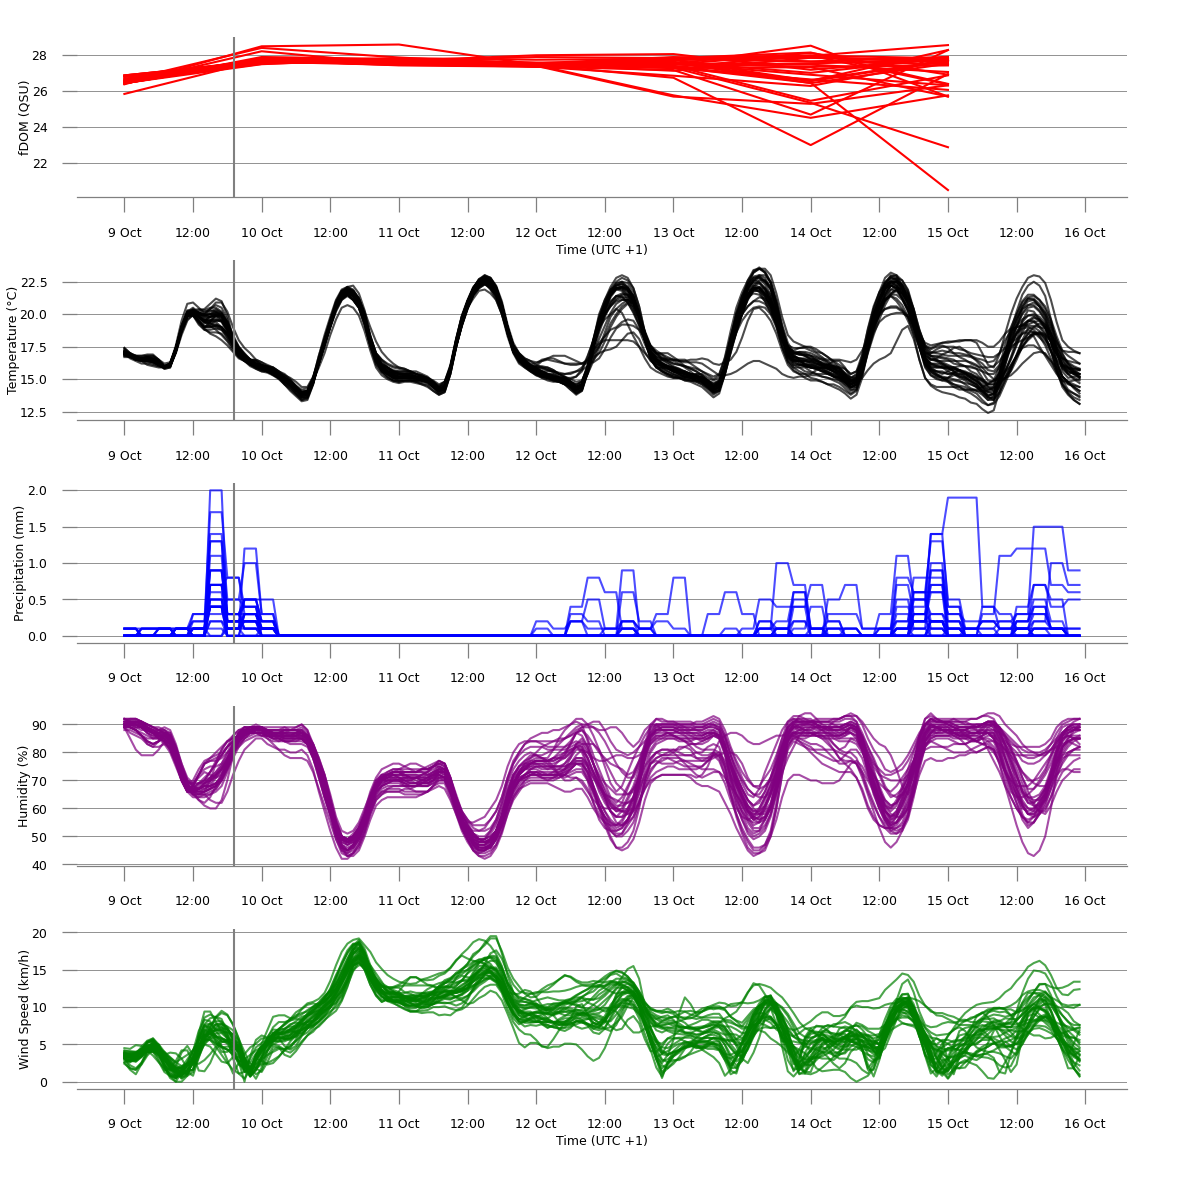 fDOM (QSU)
28
26
24
22
9 Oct 12:00 10 Oct 12:00 11 Oct 12:00 12 Oct 12:00 13 Oct 12:00 14 Oct 12:00 15 Oct 12:00 16 Oct
Time (UTC +1)
Temperature (°C)
22.5
20.0
17.5
15.0
12.5
9 Oct 12:00 10 Oct 12:00 11 Oct 12:00 12 Oct 12:00 13 Oct 12:00 14 Oct 12:00 15 Oct 12:00 16 Oct
Precipitation (mm)
2.0
1.5
1.0
0.5
0.0
9 Oct 12:00 10 Oct 12:00 11 Oct 12:00 12 Oct 12:00 13 Oct 12:00 14 Oct 12:00 15 Oct 12:00 16 Oct
Humidity (%)
90
80
70
60
50
40
9 Oct 12:00 10 Oct 12:00 11 Oct 12:00 12 Oct 12:00 13 Oct 12:00 14 Oct 12:00 15 Oct 12:00 16 Oct
Wind Speed (km/h)
20
15
10
5
0
9 Oct 12:00 10 Oct 12:00 11 Oct 12:00 12 Oct 12:00 13 Oct 12:00 14 Oct 12:00 15 Oct 12:00 16 Oct
Time (UTC +1)